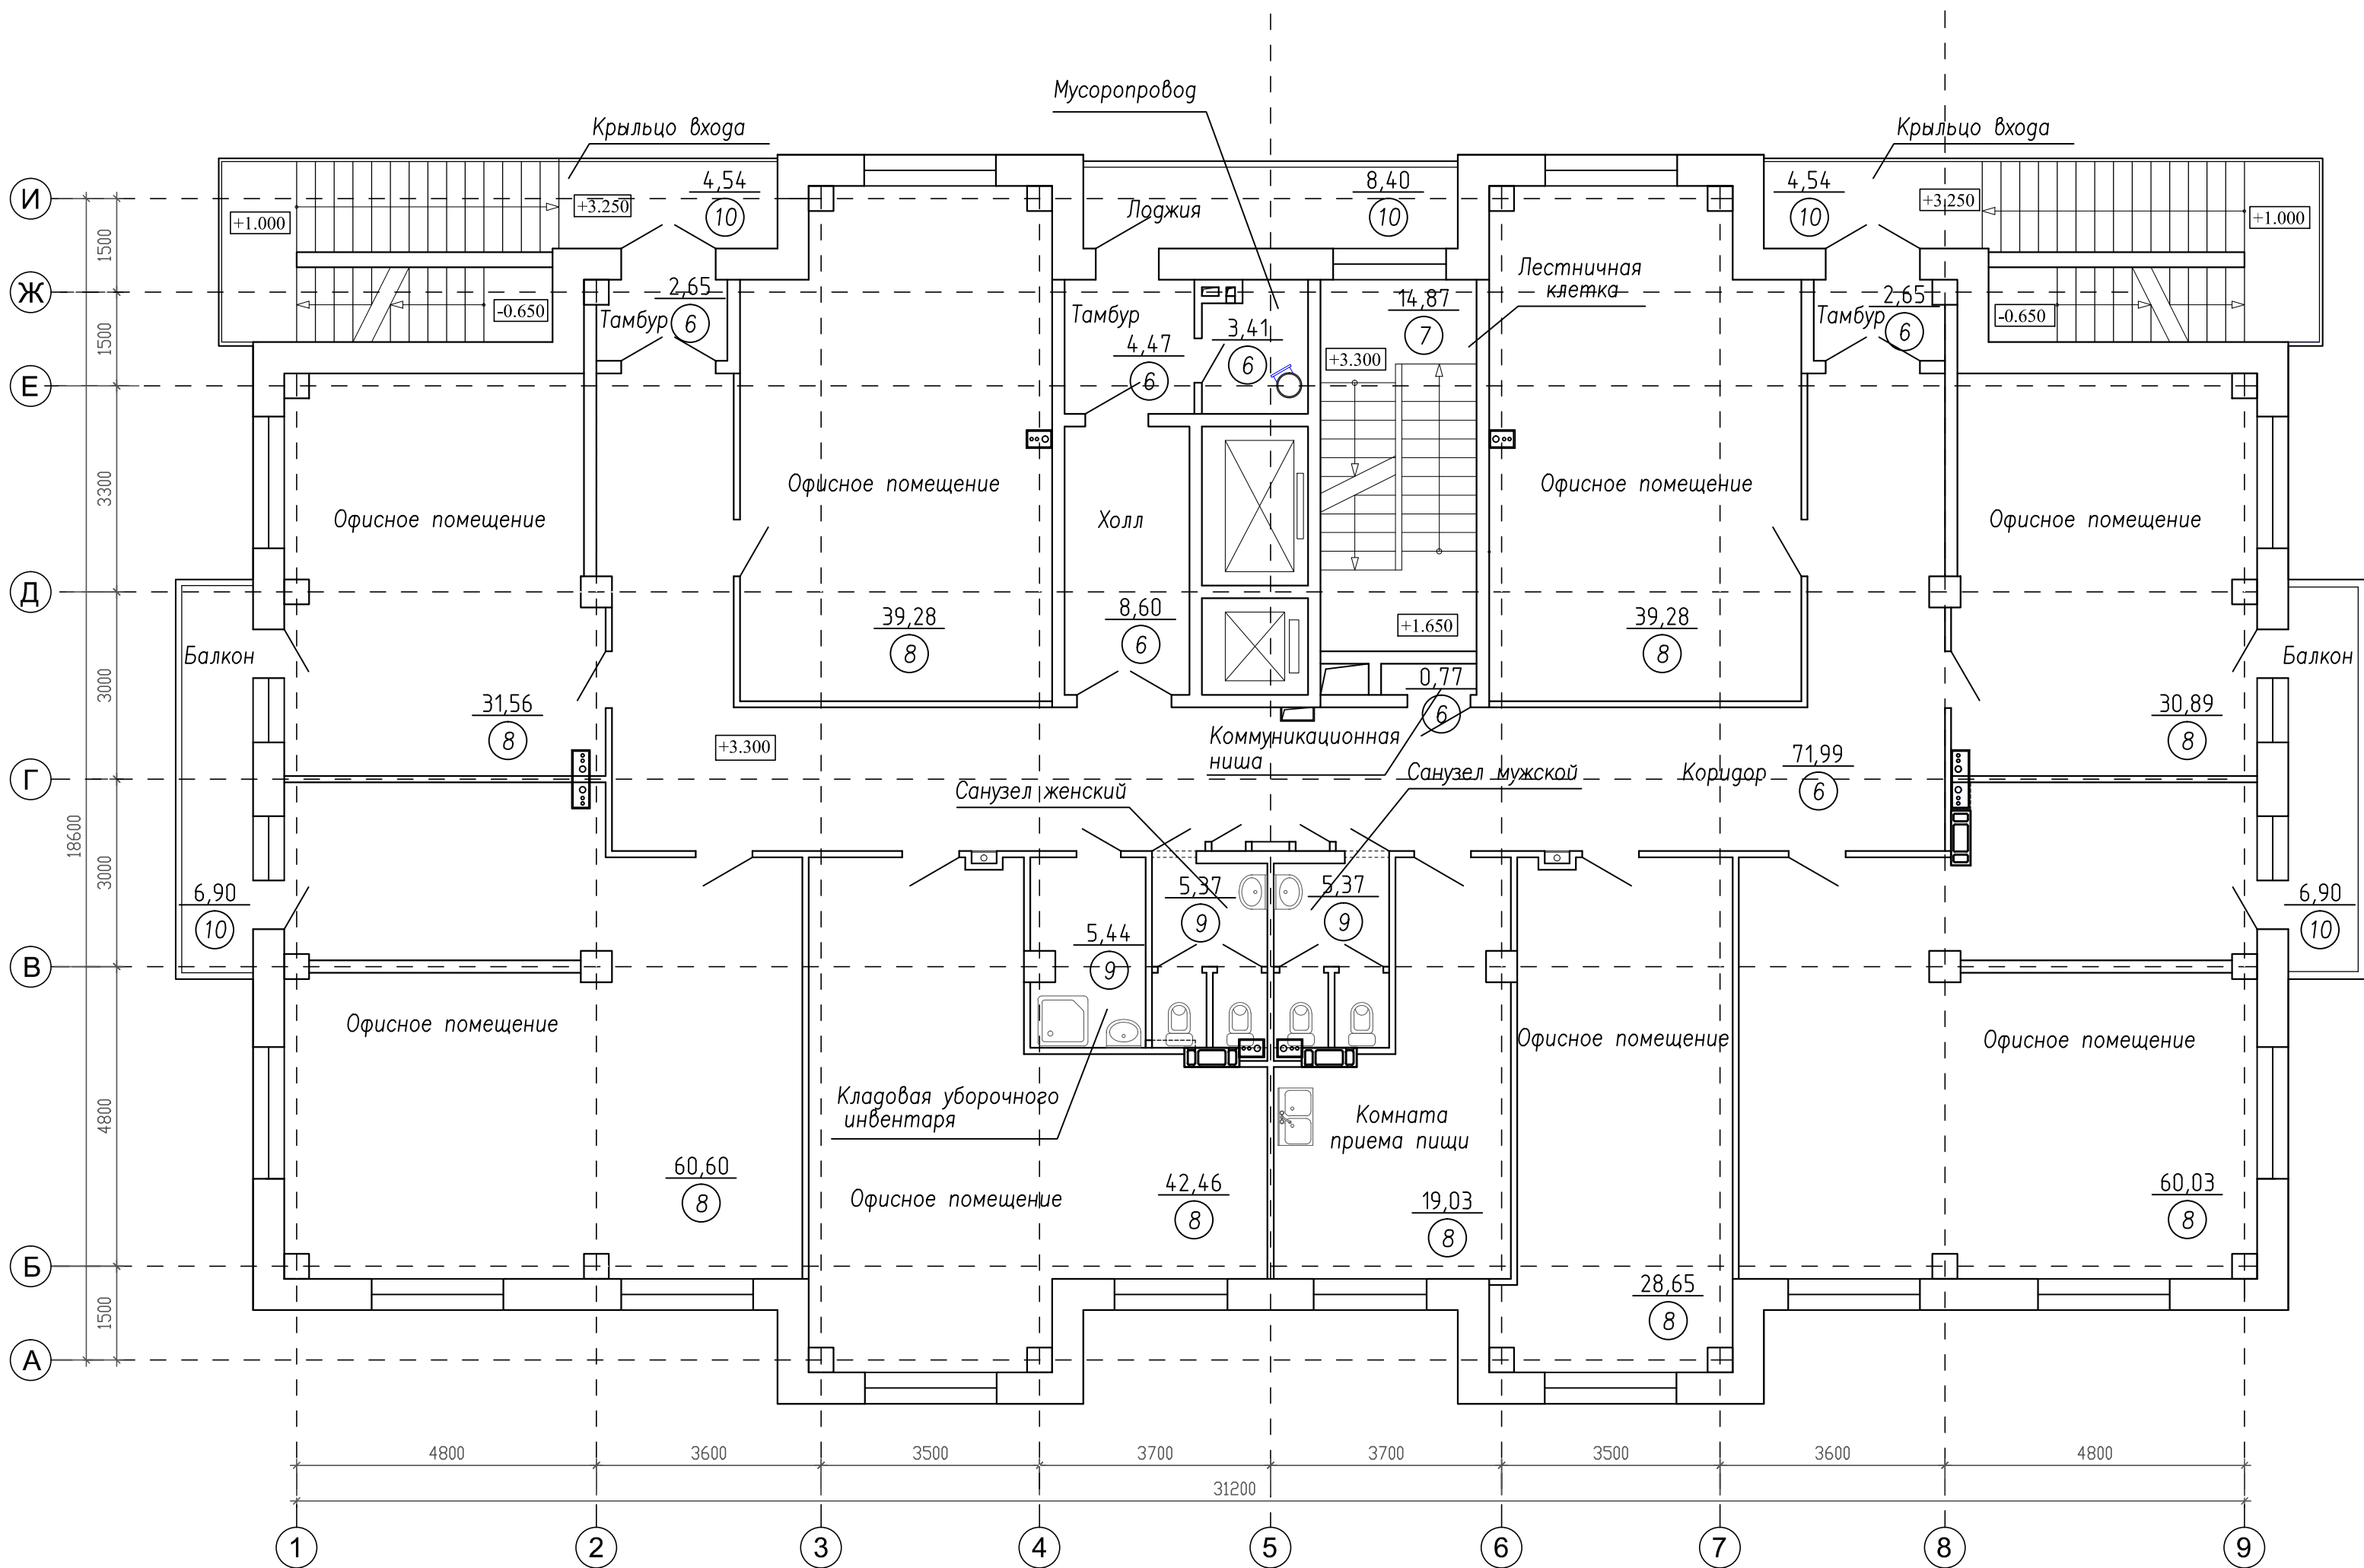 Мусоропровод
Крыльцо входа
Крыльцо входа
И
4,54
10
8,40
10
4,54
10
+1.000
+3.250
Лоджия
+3.250
+1.000
1500
Ж
-0.650
2,65
6
Тамбур
Тамбур
4,47
6
3,41
6
14,87
7
Лестничная
клетка
+3.300
2,65
6
Тамбур
-0.650
1500
Е
3300
Офисное помещение
Офисное помещение
Холл
Офисное помещение
Офисное помещение
Д
39,28
8
8,60
6
+1.650
39,28
8
3000
Балкон
31,56
8
0,77
6
30,89
8
Балкон
+3.300
Коммуникационная
ниша
Г
Санузел женский
Санузел мужской
Коридор
71,99
6
18600
3000
6,90
10
5,37
9
5,37
9
5,44
9
6,90
10
В
Офисное помещение
Офисное помещение
Офисное помещение
4800
Кладовая уборочного
инвентаря
Комната
приема пищи
60,60
8
Офисное помещение
42,46
8
19,03
8
60,03
8
Б
1500
28,65
8
А
4800
3600
3500
3700
3700
3500
3600
4800
31200
1
2
3
4
5
6
7
8
9